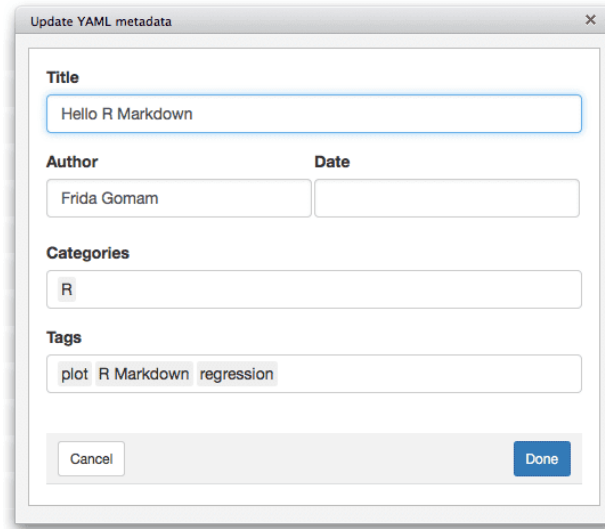 Update YAML metadata ×
Title
Hello R Markdown
Author Date
Frida Gomam
Categories
R
Tags
plot R Markdown regression
Cancel Done